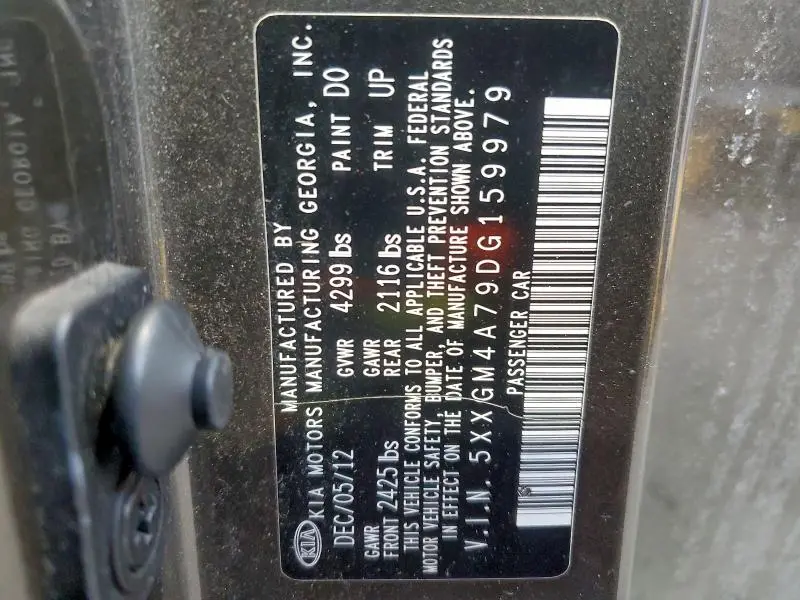 MANUFACTURED BY
KIA KIA MOTORS MANUFACTURING GEORGIA, INC.
DEC/05/12 GVWR 4299 lbs PAINT DO
GAWR FRONT 2425 lbs GAWR REAR 2116 lbs TRIM UP
THIS VEHICLE CONFORMS TO ALL APPLICABLE U.S.A. FEDERAL
MOTOR VEHICLE SAFETY, BUMPER, AND THEFT PREVENTION STANDARDS
IN EFFECT ON THE DATE OF MANUFACTURE SHOWN ABOVE.
V.I.N. 5XXGM4A79DG159979
PASSENGER CAR